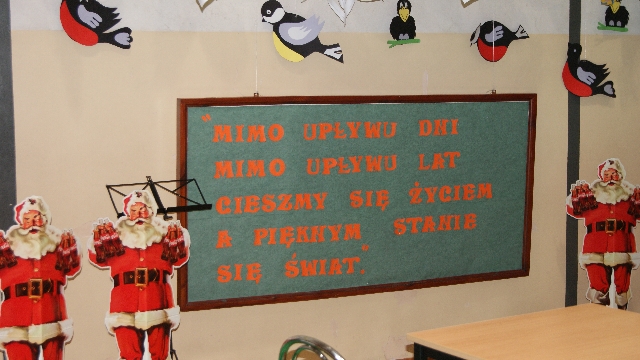 "MIMO UPŁYWU DNI
MIMO UPŁYWU LAT
CIESZMY SIĘ ŻYCIEM
A PIĘKNYM STANIE
SIĘ ŚWIAT."